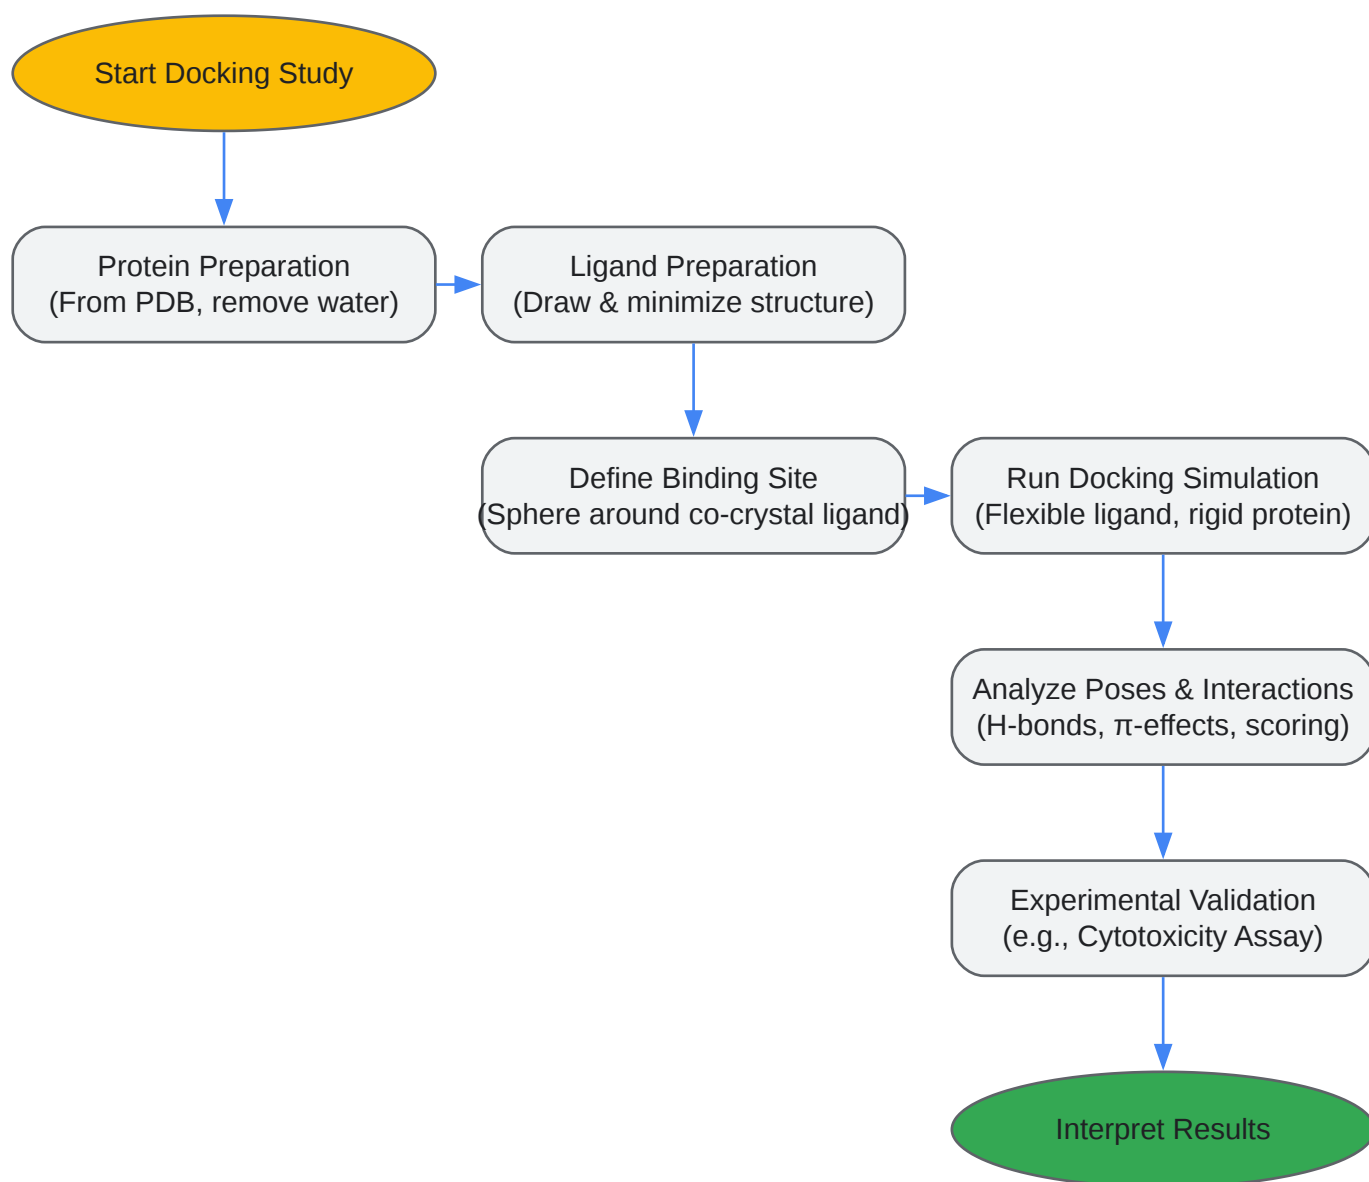 Start Docking Study
Protein Preparation
(From PDB, remove water)
Ligand Preparation
(Draw & minimize structure)
Define Binding Site
(Sphere around co-crystal ligand)
Run Docking Simulation
(Flexible ligand, rigid protein)
Analyze Poses & Interactions
(H-bonds, π-effects, scoring)
Experimental Validation
(e.g., Cytotoxicity Assay)
Interpret Results